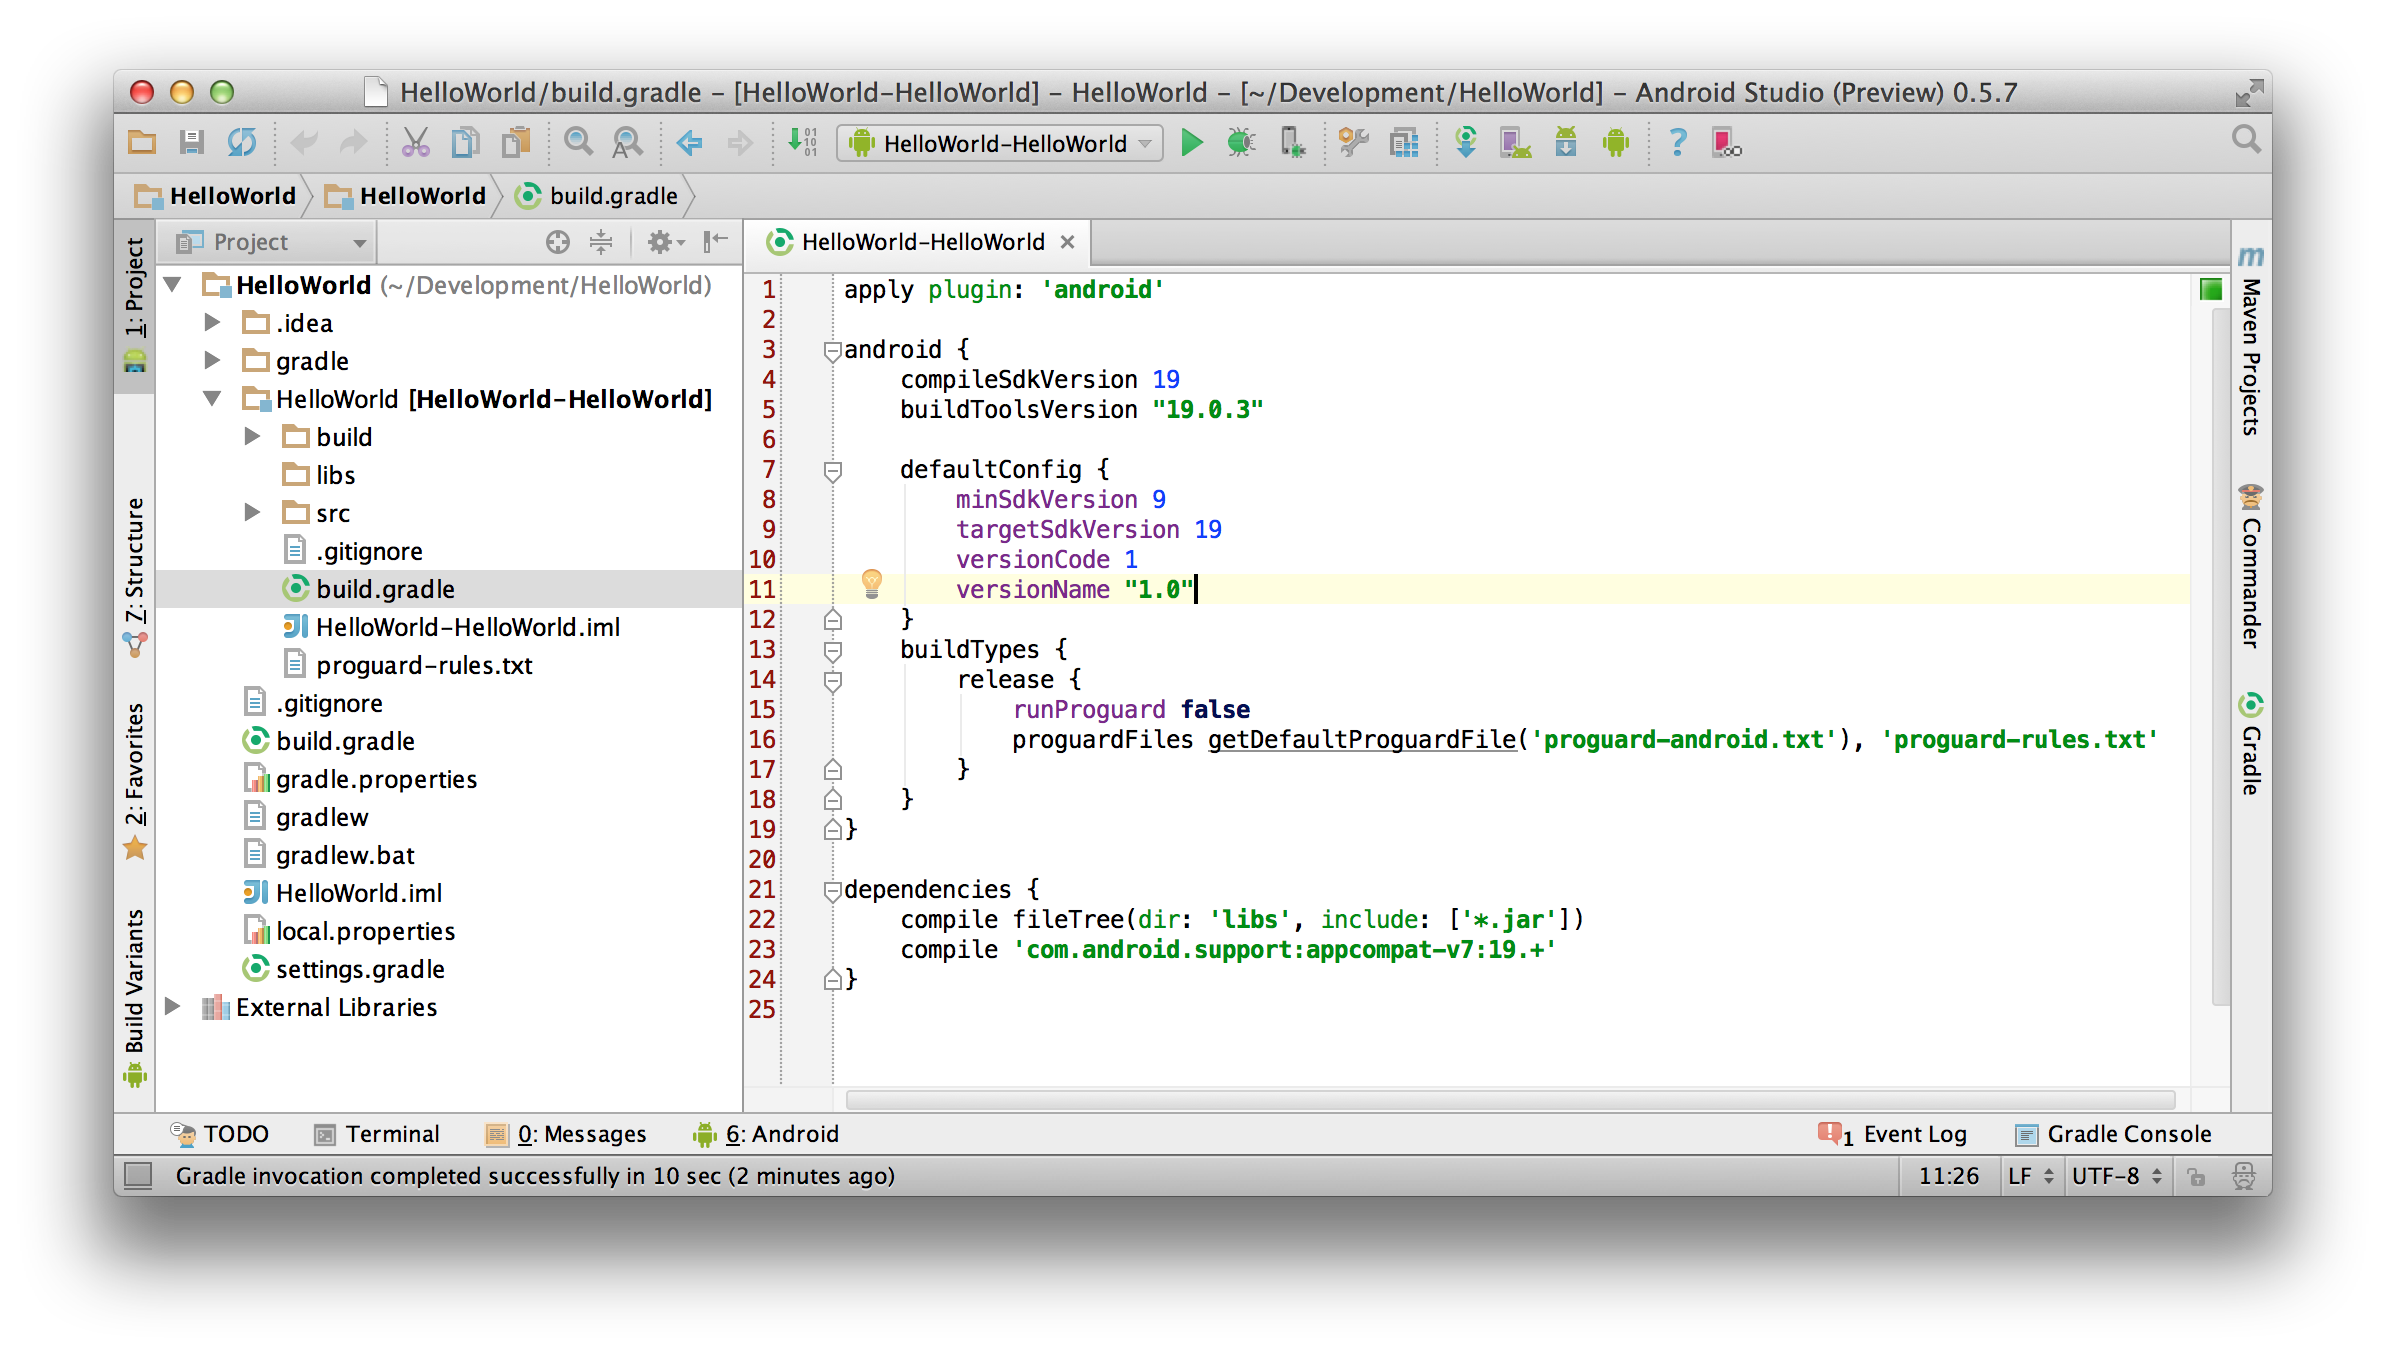 HelloWorld/build.gradle – [HelloWorld-HelloWorld] – HelloWorld – [~/Development/HelloWorld] – Android Studio (Preview) 0.5.7
HelloWorld-HelloWorld
HelloWorld HelloWorld build.gradle
1: Project
7: Structure
2: Favorites
Build Variants
Project
HelloWorld (~/Development/HelloWorld)
.idea
gradle
HelloWorld [HelloWorld-HelloWorld]
build
libs
src
.gitignore
build.gradle
HelloWorld-HelloWorld.iml
proguard-rules.txt
.gitignore
build.gradle
gradle.properties
gradlew
gradlew.bat
HelloWorld.iml
local.properties
settings.gradle
External Libraries
HelloWorld-HelloWorld
1 apply plugin: 'android'
2
3 android {
4     compileSdkVersion 19
5     buildToolsVersion "19.0.3"
6
7     defaultConfig {
8         minSdkVersion 9
9         targetSdkVersion 19
10         versionCode 1
11         versionName "1.0"
12     }
13     buildTypes {
14         release {
15             runProguard false
16             proguardFiles getDefaultProguardFile('proguard-android.txt'), 'proguard-rules.txt'
17         }
18     }
19 }
20
21 dependencies {
22     compile fileTree(dir: 'libs', include: ['*.jar'])
23     compile 'com.android.support:appcompat-v7:19.+'
24 }
25
Maven Projects
Commander
Gradle
TODO Terminal 0: Messages 6: Android 1 Event Log Gradle Console
Gradle invocation completed successfully in 10 sec (2 minutes ago) 11:26 LF UTF-8